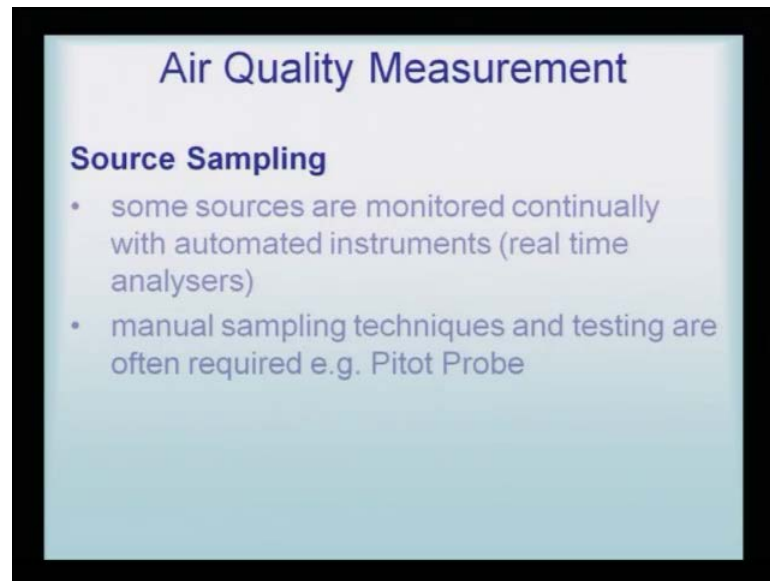 Air Quality Measurement
Source Sampling
• some sources are monitored continually
with automated instruments (real time
analysers)
• manual sampling techniques and testing are
often required e.g. Pitot Probe